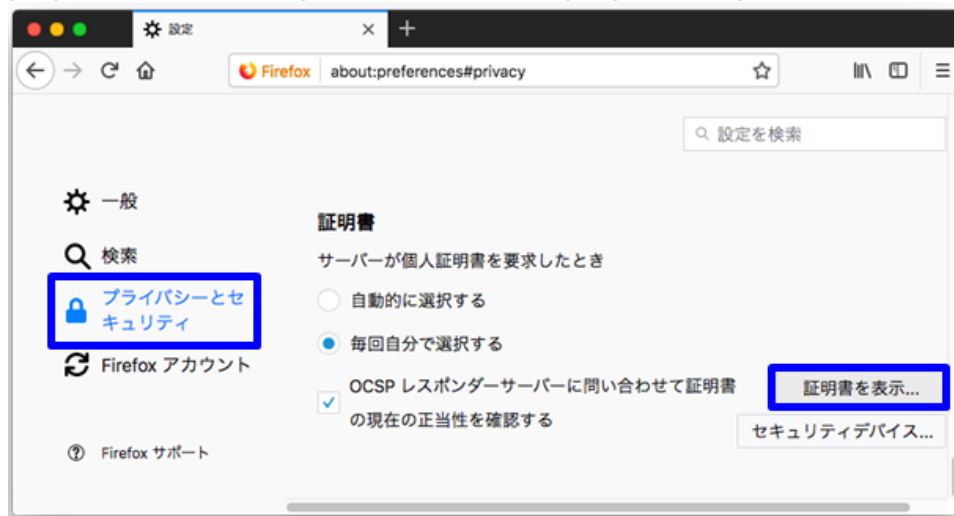 設定
Firefox about:preferences#privacy
設定を検索
一般
検索
プライバシーとセ
キュリティ
Firefox アカウント
Firefox サポート
証明書
サーバーが個人証明書を要求したとき
自動的に選択する
毎回自分で選択する
OCSP レスポンダーサーバーに問い合わせて証明書
の現在の正当性を確認する
証明書を表示...
セキュリティデバイス...